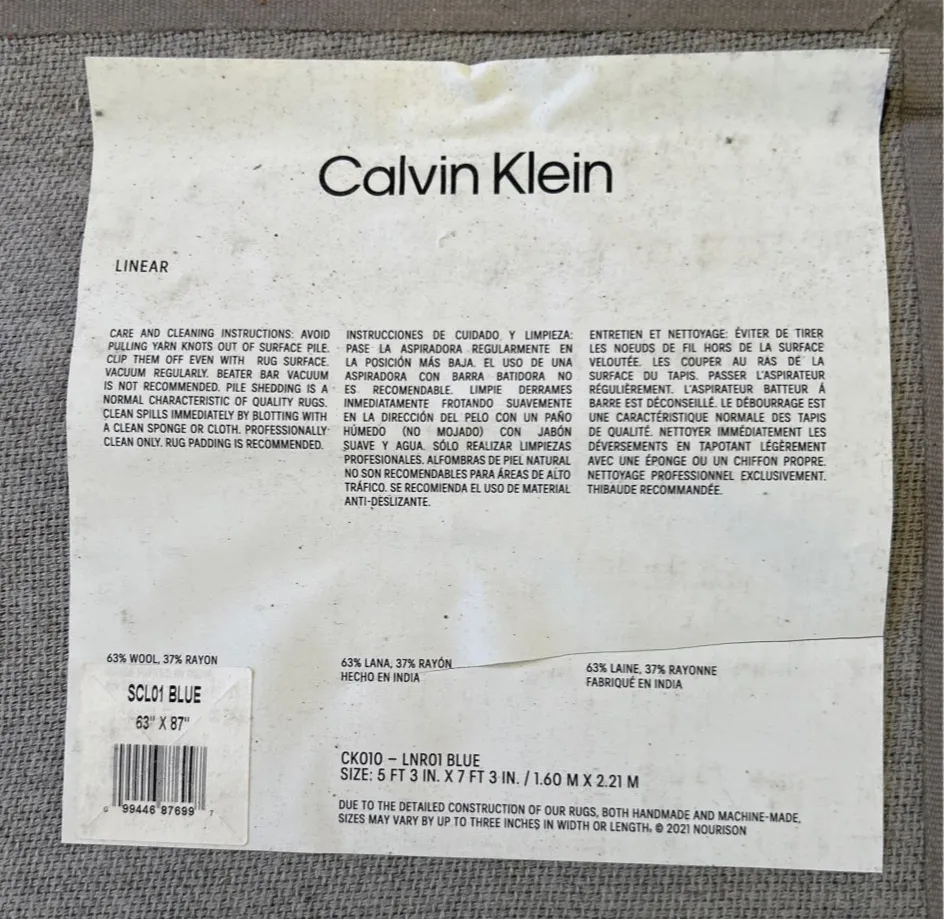 Calvin Klein
LINEAR
CARE AND CLEANING INSTRUCTIONS: AVOID
PULLING YARN KNOTS OUT OF SURFACE PILE.
CLIP THEM OFF EVEN WITH RUG SURFACE.
VACUUM REGULARLY. BEATER BAR VACUUM
IS NOT RECOMMENDED. PILE SHEDDING IS A
NORMAL CHARACTERISTIC OF QUALITY RUGS.
CLEAN SPILLS IMMEDIATELY BY BLOTTING WITH
A CLEAN SPONGE OR CLOTH. PROFESSIONALLY
CLEAN ONLY. RUG PADDING IS RECOMMENDED.
INSTRUCCIONES DE CUIDADO Y LIMPIEZA:
PASE LA ASPIRADORA REGULARMENTE EN
LA POSICIÓN MÁS BAJA. EL USO DE UNA
ASPIRADORA CON BARRA BATIDORA NO
ES RECOMENDABLE. LIMPIE DERRAMES
INMEDIATAMENTE FROTANDO SUAVEMENTE
EN LA DIRECCIÓN DEL PELO CON UN PAÑO
HÚMEDO (NO MOJADO) CON JABÓN
SUAVE Y AGUA. SÓLO REALIZAR LIMPIEZAS
PROFESIONALES. ALFOMBRAS DE PIEL NATURAL
NO SON RECOMENDABLES PARA ÁREAS DE ALTO
TRÁFICO. SE RECOMIENDA EL USO DE MATERIAL
ANTI-DESLIZANTE.
ENTRETIEN ET NETTOYAGE: ÉVITER DE TIRER
LES NOEUDS DE FIL HORS DE LA SURFACE
VELOUTÉE. LES COUPER AU RAS DE LA
SURFACE DU TAPIS. PASSER L'ASPIRATEUR
RÉGULIÈREMENT. L'ASPIRATEUR BATTEUR Á
BARRE EST DÉCONSEILLÉ. LE DÉBOURRAGE EST
UNE CARACTÉRISTIQUE NORMALE DES TAPIS
DE QUALITÉ. NETTOYER IMMÉDIATEMENT LES
DÉVERSEMENTS EN TAPOTANT LÉGÈREMENT
AVEC UNE ÉPONGE OU UN CHIFFON PROPRE.
NETTOYAGE PROFESSIONNEL EXCLUSIVEMENT.
THIBAUDE RECOMMANDÉE.
63% WOOL, 37% RAYON
63% LANA, 37% RAYÓN
HECHO EN INDIA
63% LAINE, 37% RAYONNE
FABRIQUÉ EN INDIA
SCL01 BLUE
63" X 87"
99446 87699 7
CK010 – LNR01 BLUE
SIZE: 5 FT 3 IN. X 7 FT 3 IN. / 1.60 M X 2.21 M
DUE TO THE DETAILED CONSTRUCTION OF OUR RUGS, BOTH HANDMADE AND MACHINE-MADE,
SIZES MAY VARY BY UP TO THREE INCHES IN WIDTH OR LENGTH. © 2021 NOURISON